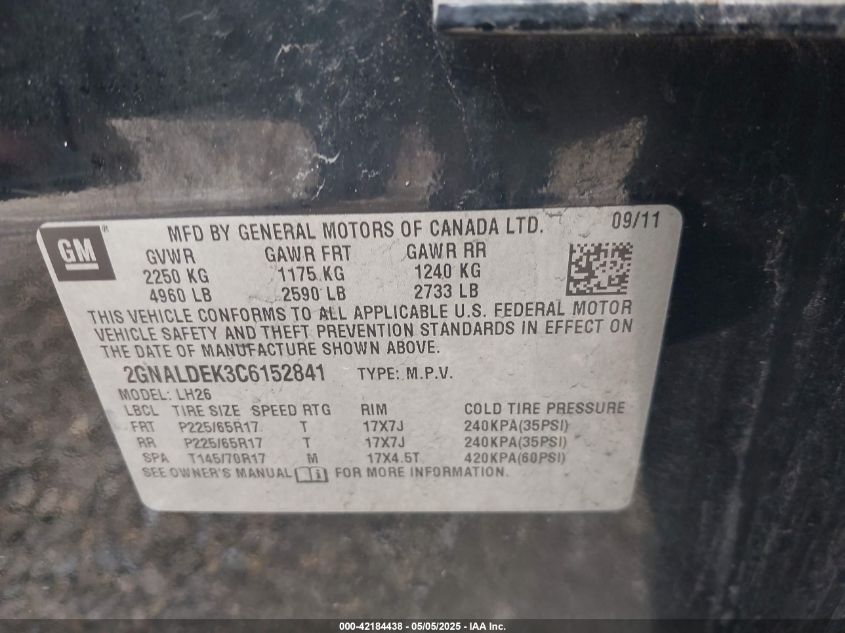 GM
MFD BY GENERAL MOTORS OF CANADA LTD. 09/11
GVWR GAWR FRT GAWR RR
2250 KG 1175 KG 1240 KG
4960 LB 2590 LB 2733 LB
THIS VEHICLE CONFORMS TO ALL APPLICABLE U.S. FEDERAL MOTOR
VEHICLE SAFETY AND THEFT PREVENTION STANDARDS IN EFFECT ON
THE DATE OF MANUFACTURE SHOWN ABOVE.
2GNALDEK3C6152841 TYPE: M.P.V.
MODEL: LH26
LBCL TIRE SIZE SPEED RTG RIM COLD TIRE PRESSURE
FRT P225/65R17 T 17X7J 240KPA(35PSI)
RR P225/65R17 T 17X7J 240KPA(35PSI)
SPA T145/70R17 M 17X4.5T 420KPA(60PSI)
SEE OWNER'S MANUAL FOR MORE INFORMATION.
000-42184438 - 05/05/2025 - IAA Inc.